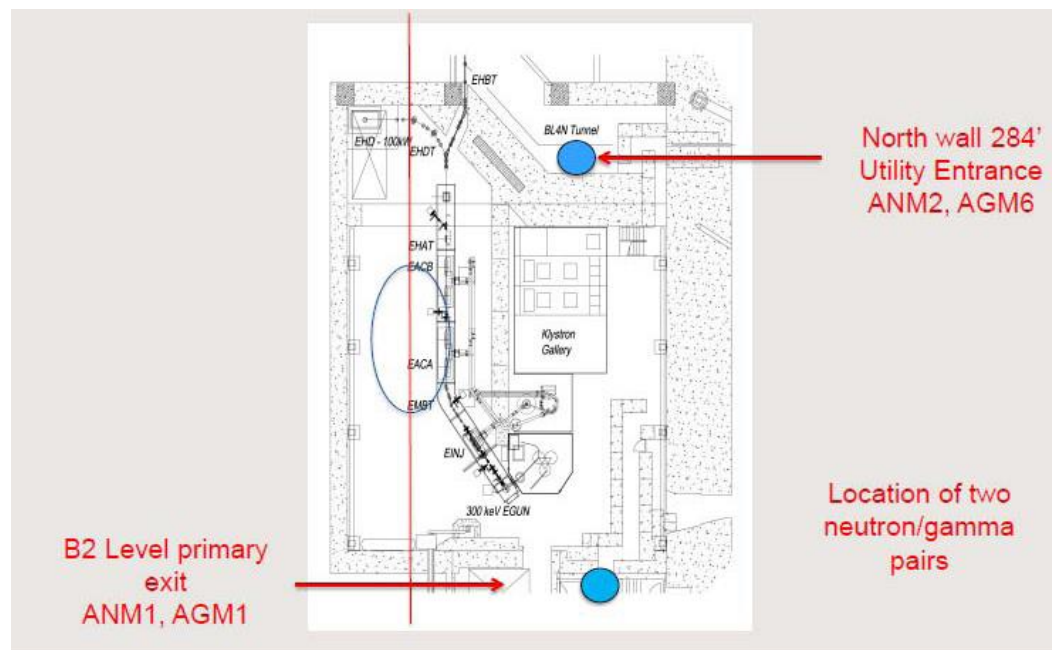 EHBT
BL4N Tunnel
EHD - 100kW
EHDT
North wall 284'
Utility Entrance
ANM2, AGM6
EHAT
EACB
Klystron
Gallery
EACA
EMBT
EINJ
300 keV EGUN
Location of two
neutron/gamma
pairs
B2 Level primary
exit
ANM1, AGM1